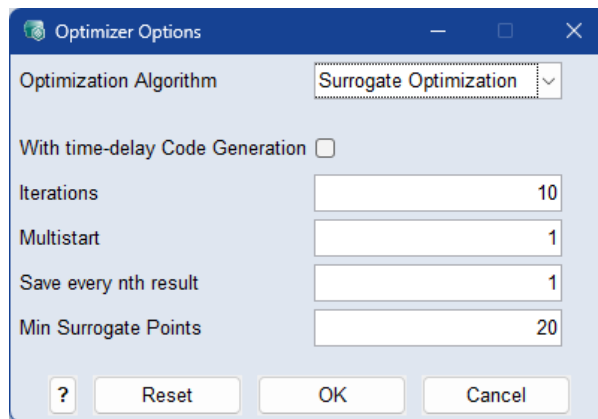 Optimizer Options
Optimization Algorithm Surrogate Optimization
With time-delay Code Generation
Iterations 10
Multistart 1
Save every nth result 1
Min Surrogate Points 20
? Reset OK Cancel